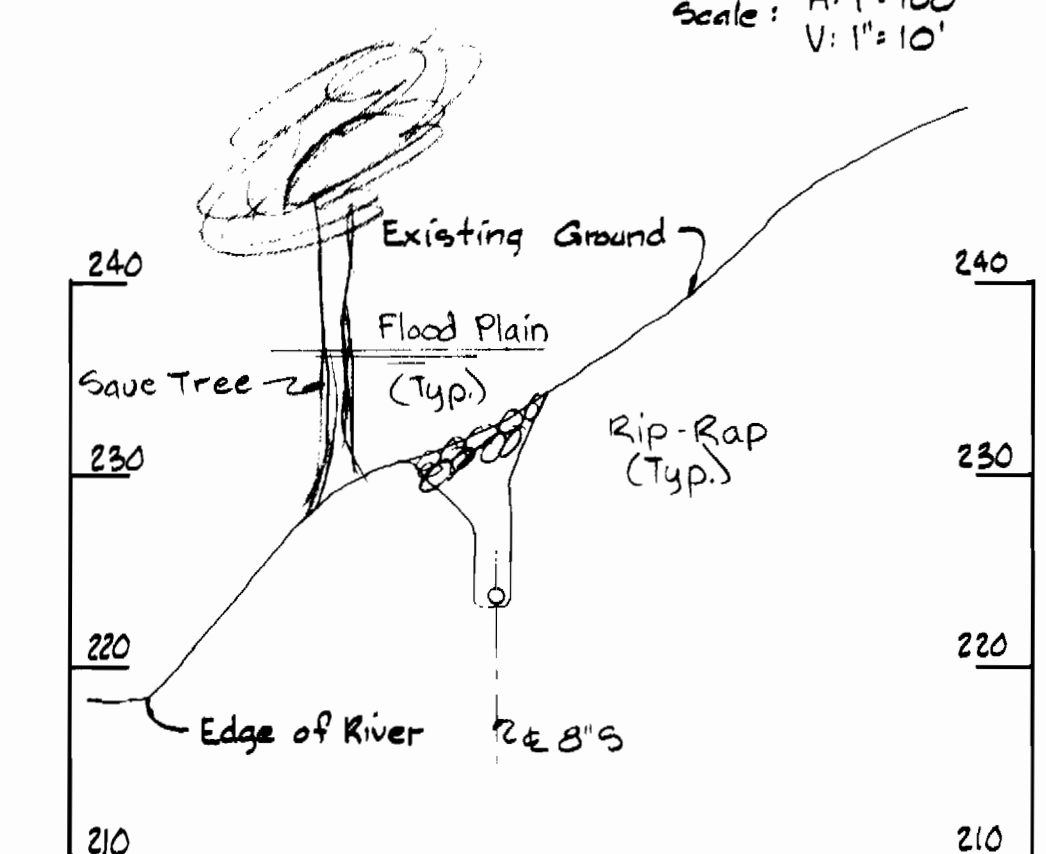 Scale: H: 1"=100'
V: 1"=10'
Existing Ground
240
240
Flood Plain
(Typ.)
Save Tree
Rip-Rap
(Typ.)
230
230
220
220
Edge of River
℄ 8"S
210
210